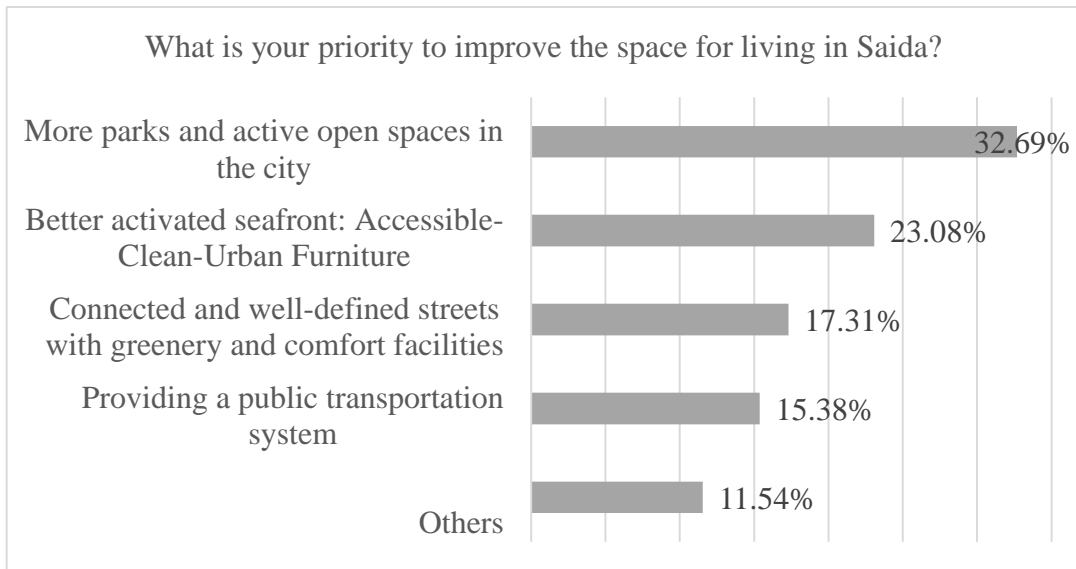 What is your priority to improve the space for living in Saida?
More parks and active open spaces in
the city
32.69%
Better activated seafront: Accessible-
Clean-Urban Furniture
23.08%
Connected and well-defined streets
with greenery and comfort facilities
17.31%
Providing a public transportation
system
15.38%
Others
11.54%